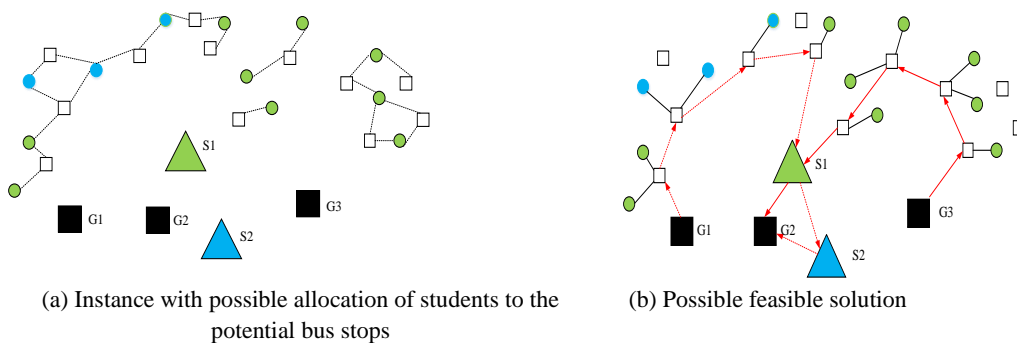 S1
G1
G2
G3
S2
(a) Instance with possible allocation of students to the
potential bus stops
S1
G1
G2
G3
S2
(b) Possible feasible solution